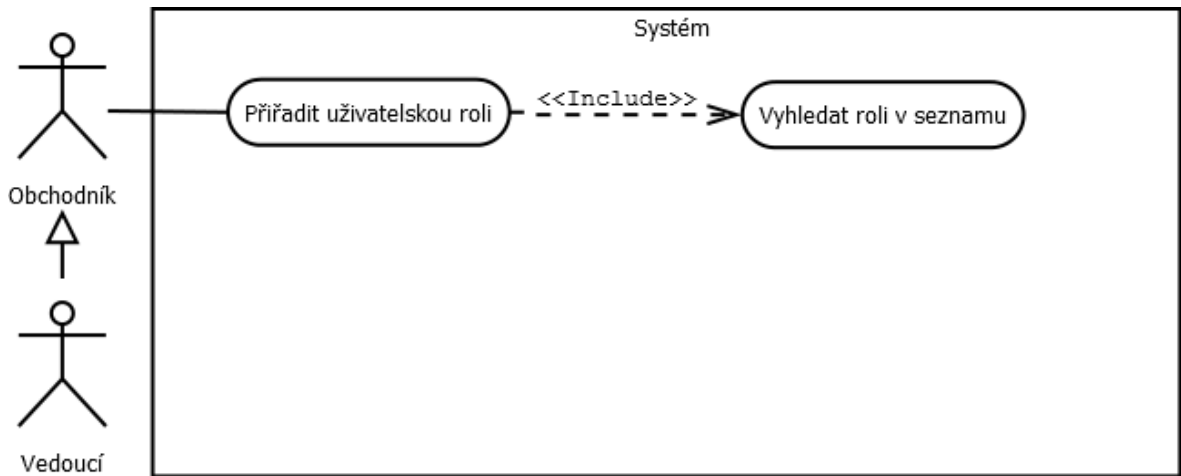 Systém
Přiřadit uživatelskou roli
<<Include>>
Vyhledat roli v seznamu
Obchodník
Vedoucí